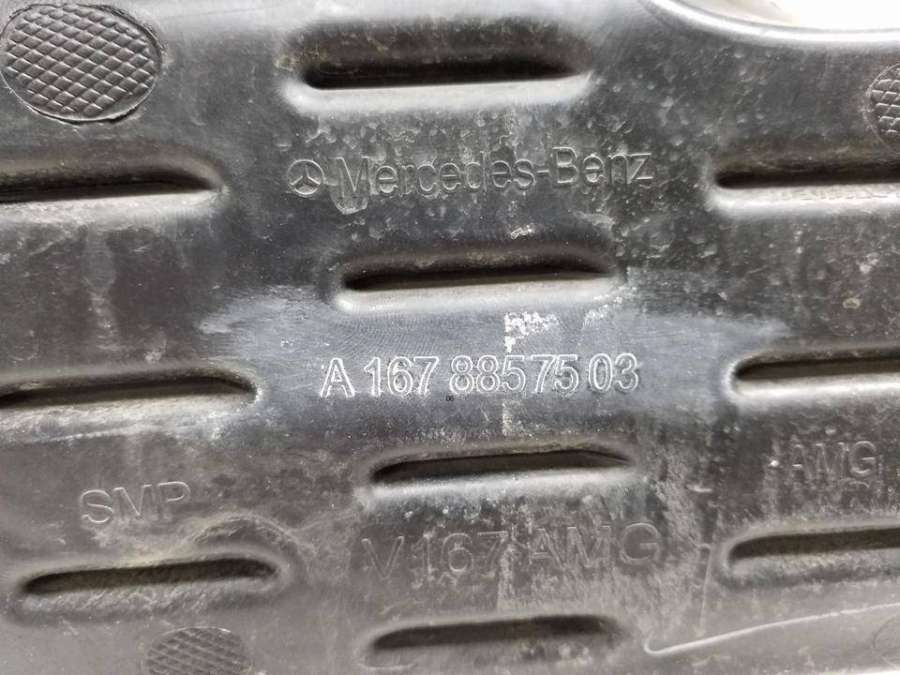 Mercedes-Benz
A 167 885 75 03
AMG
SMP
V 167 AMG